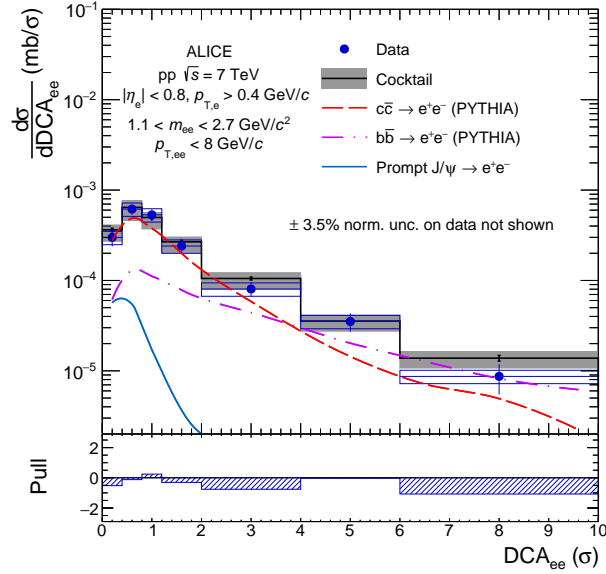 dσ/dDCA_ee (mb/σ)
10⁻¹
10⁻²
10⁻³
10⁻⁴
10⁻⁵
ALICE
pp √s = 7 TeV
|η_e| < 0.8, p_T,e > 0.4 GeV/c
1.1 < m_ee < 2.7 GeV/c²
p_T,ee < 8 GeV/c
Data
Cocktail
cc̄ → e⁺e⁻ (PYTHIA)
bb̄ → e⁺e⁻ (PYTHIA)
Prompt J/ψ → e⁺e⁻
± 3.5% norm. unc. on data not shown
Pull
2
0
−2
0 1 2 3 4 5 6 7 8 9 10
DCA_ee (σ)